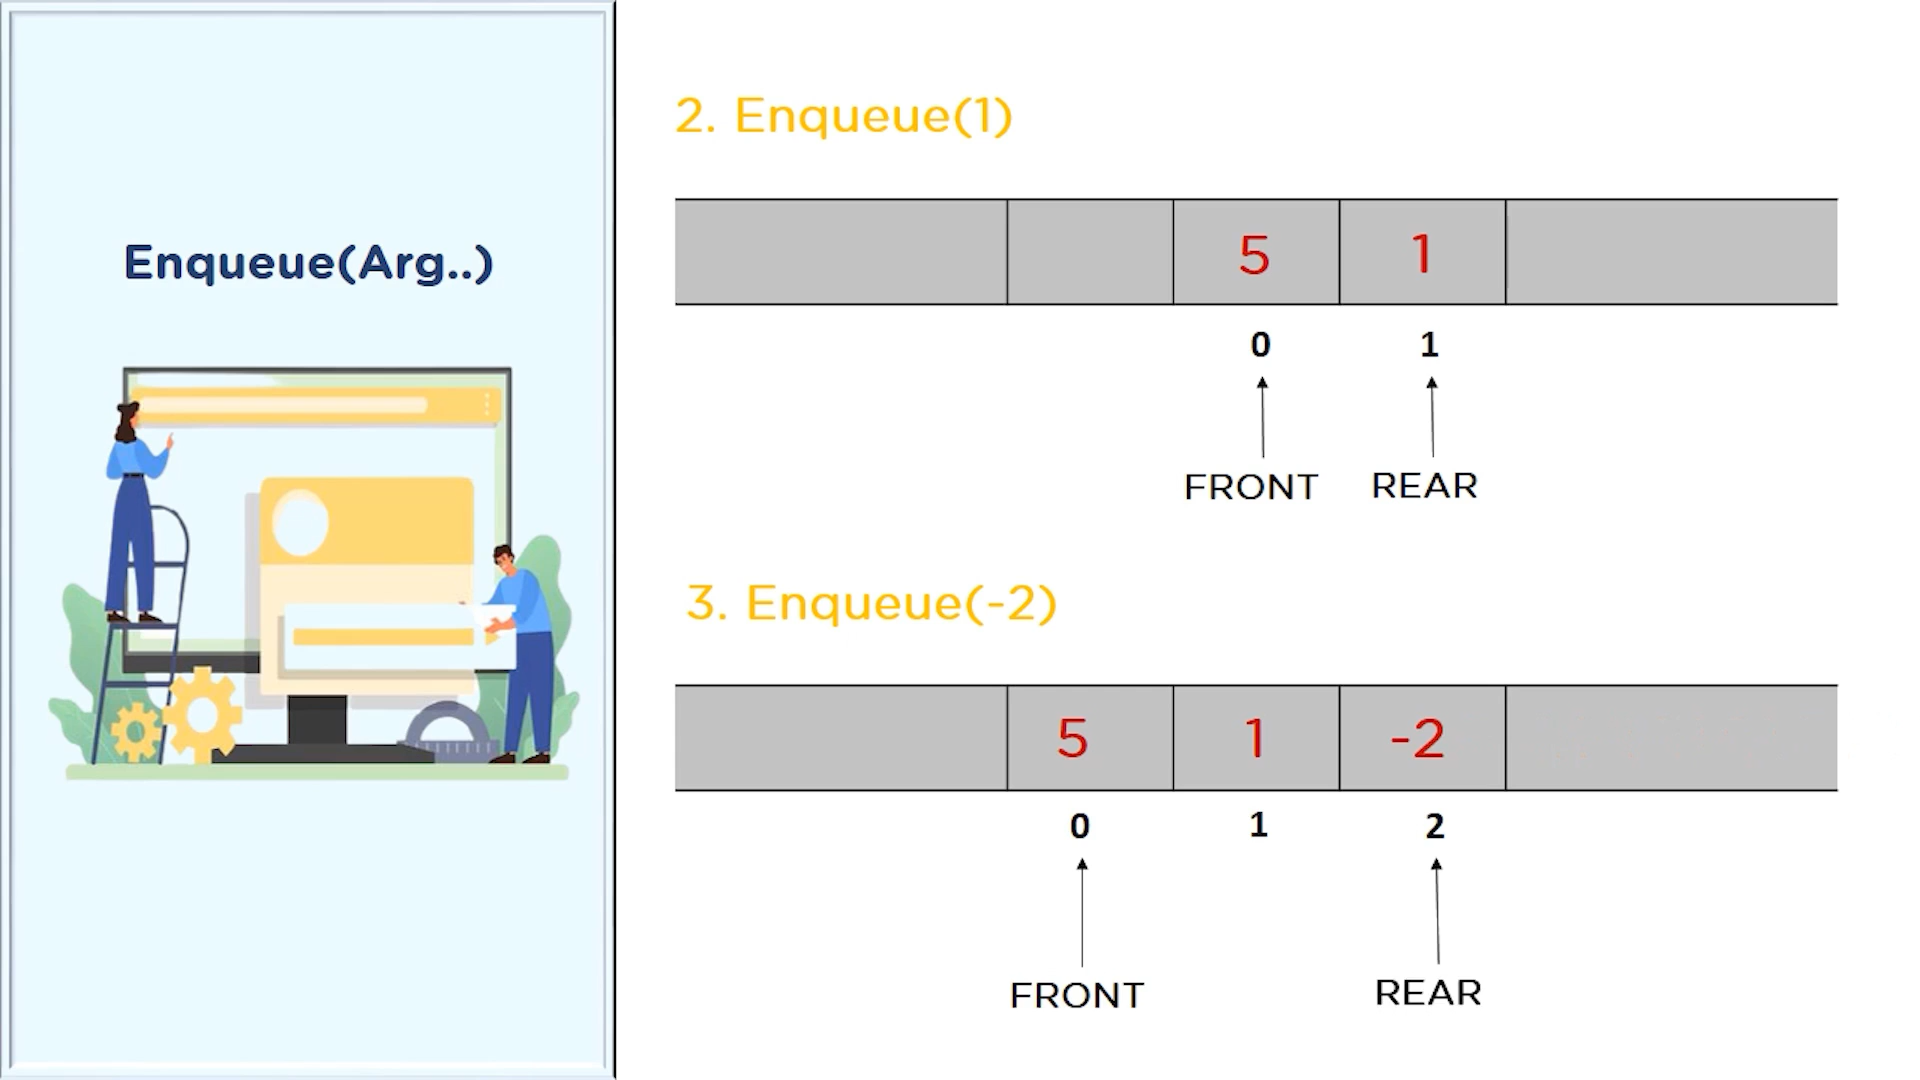 Enqueue(Arg..)
2. Enqueue(1)
5 1
0 1
FRONT REAR
3. Enqueue(-2)
5 1 -2
0 1 2
FRONT REAR